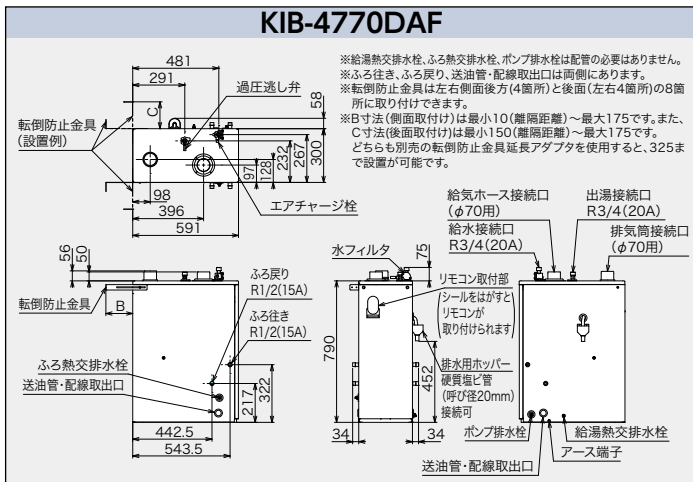 KIB-4770DAF
※給湯熱交排水栓、ふろ熱交排水栓、ポンプ排水栓は配管の必要はありません。
※ふろ往き、ふろ戻り、送油管・配線取出口は両側にあります。
※転倒防止金具は左右側面後方(4箇所)と後面(左右4箇所)の8箇
所に取り付けできます。
※B寸法(側面取付け)は最小10(離隔距離)～最大175です。また、
C寸法(後面取付け)は最小150(離隔距離)～最大175です。
どちらも別売の転倒防止金具延長アダプタを使用すると、325ま
で設置が可能です。
481
291
過圧逃し弁
58
C
転倒防止金具
(設置例)
97
128
232
267
300
98
396
591
エアチャージ栓
56
50
転倒防止金具
B
ふろ戻り
R1/2(15A)
ふろ往き
R1/2(15A)
ふろ熱交排水栓
送油管・配線取出口
217
322
442.5
543.5
水フィルタ
75
リモコン取付部
(シールをはがすと
リモコンが
取り付けられます)
790
452
排水用ホッパー
硬質塩ビ管
(呼び径20mm)
接続可
34
34
給気ホース接続口
(φ70用)
給水接続口
R3/4(20A)
出湯接続口
R3/4(20A)
排気筒接続口
(φ70用)
ポンプ排水栓
給湯熱交排水栓
アース端子
送油管・配線取出口